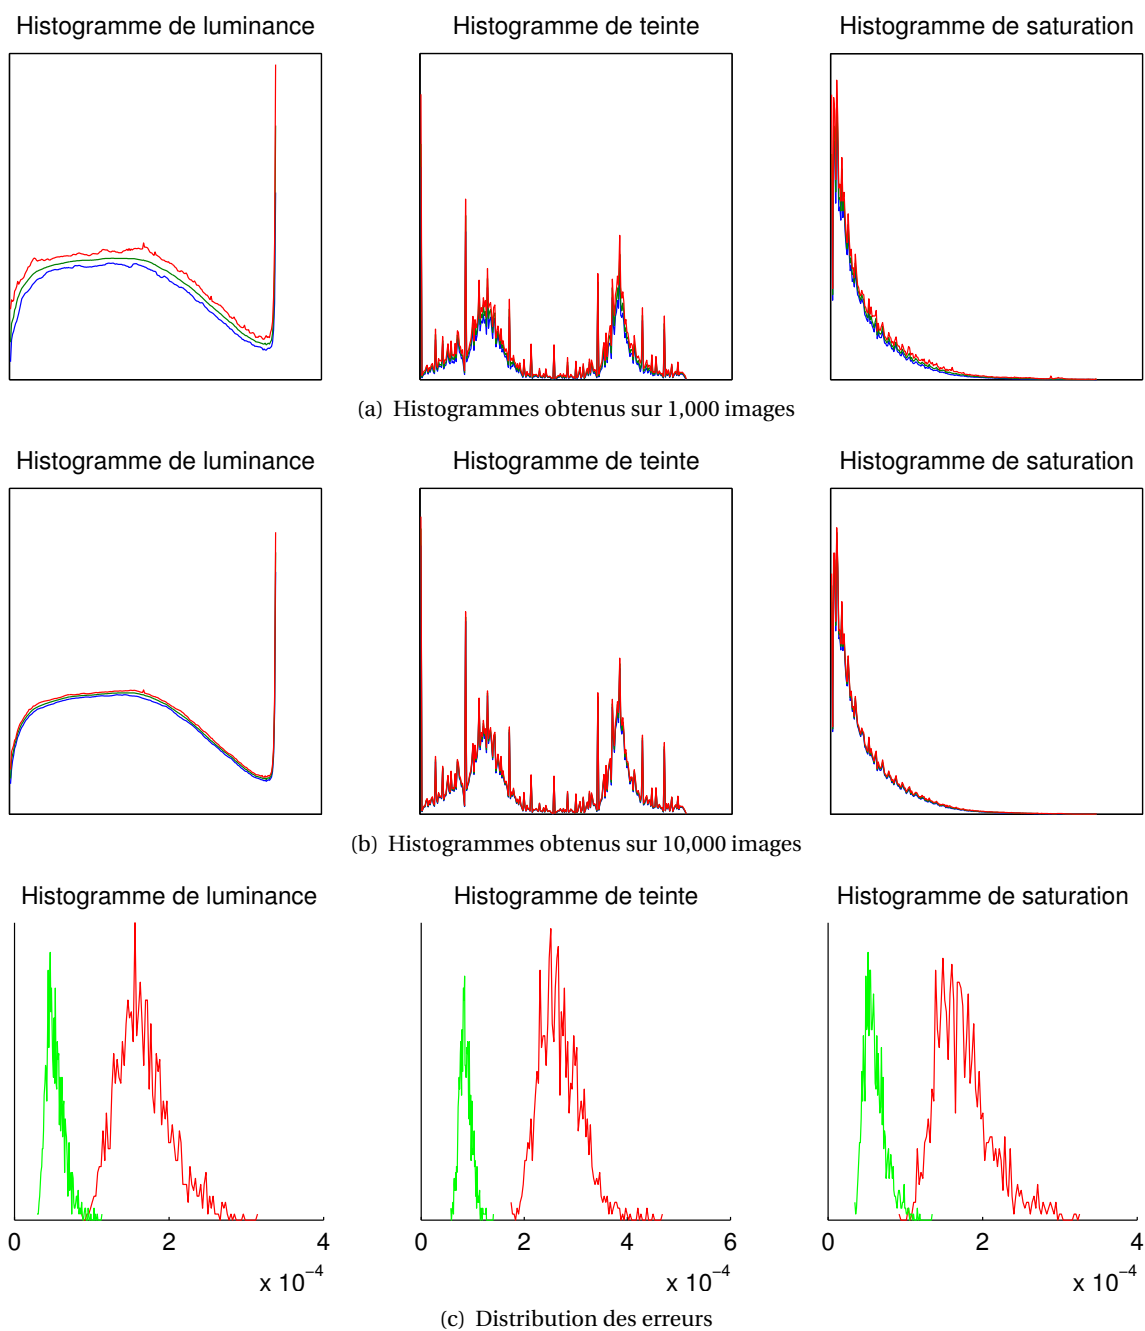 Histogramme de luminance
Histogramme de teinte
Histogramme de saturation
(a) Histogrammes obtenus sur 1,000 images
Histogramme de luminance
Histogramme de teinte
Histogramme de saturation
(b) Histogrammes obtenus sur 10,000 images
Histogramme de luminance
Histogramme de teinte
Histogramme de saturation
0 2 4
x 10⁻⁴
0 2 4 6
x 10⁻⁴
0 2 4
x 10⁻⁴
(c) Distribution des erreurs